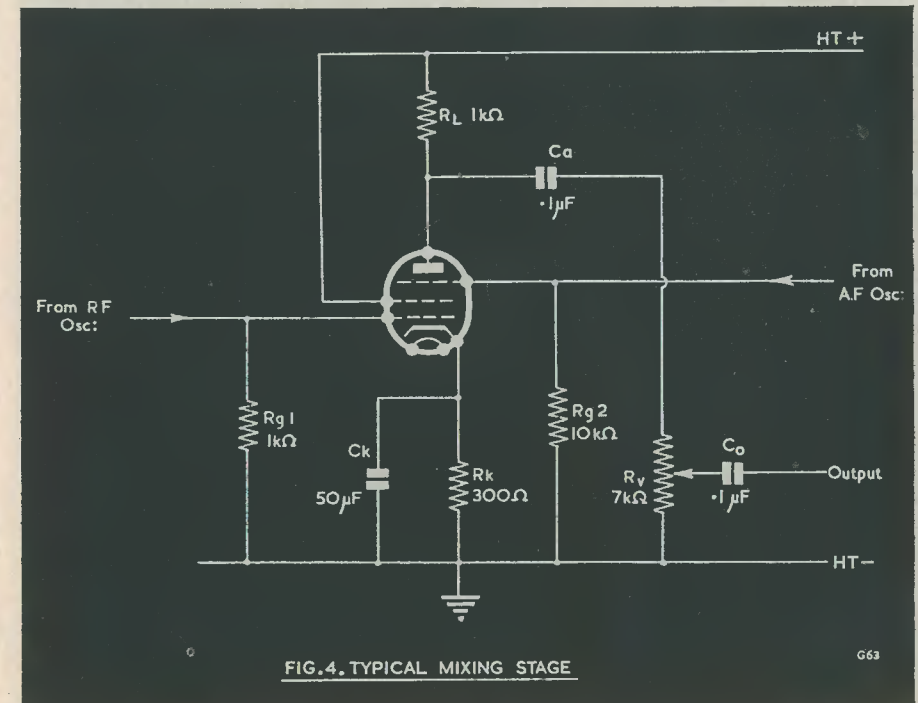 HT+
R_L 1kΩ
Ca
·1µF
From
A.F Osc:
From RF
Osc:
Rg1
1kΩ
Ck
50µF
Rk
300Ω
Rg2
10kΩ
Rv
7kΩ
Co
·1µF
Output
HT–
FIG.4. TYPICAL MIXING STAGE
G63